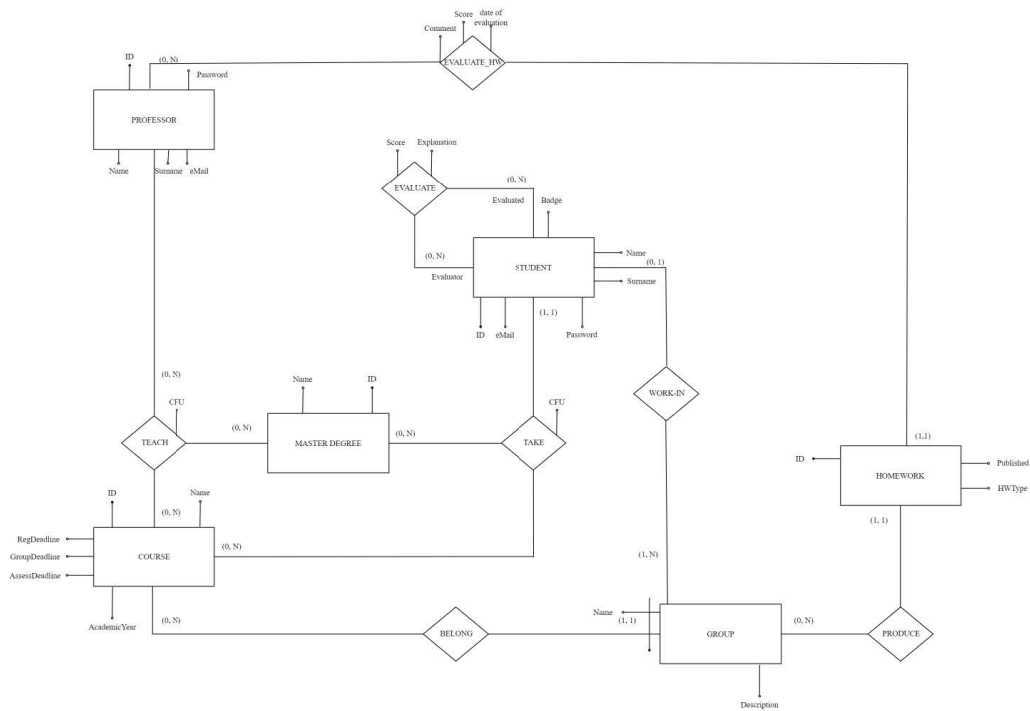 Score
date of
evaluation
Comment
ID
(0, N)
Password
EVALUATE_HW
PROFESSOR
Name
Surname
eMail
Score
Explanation
EVALUATE
(0, N)
Evaluated
Badge
(0, N)
Evaluator
STUDENT
Name
(0, 1)
Surname
(1, 1)
ID
eMail
Password
(0, N)
Name
ID
CFU
CFU
WORK-IN
TEACH
(0, N)
MASTER DEGREE
(0, N)
TAKE
(1,1)
ID
HOMEWORK
Published
HWType
ID
Name
(0, N)
(1, 1)
RegDeadline
GroupDeadline
AssessDeadline
COURSE
(0, N)
(1, N)
AcademicYear
(0, N)
BELONG
Name
(1, 1)
GROUP
(0, N)
PRODUCE
Description